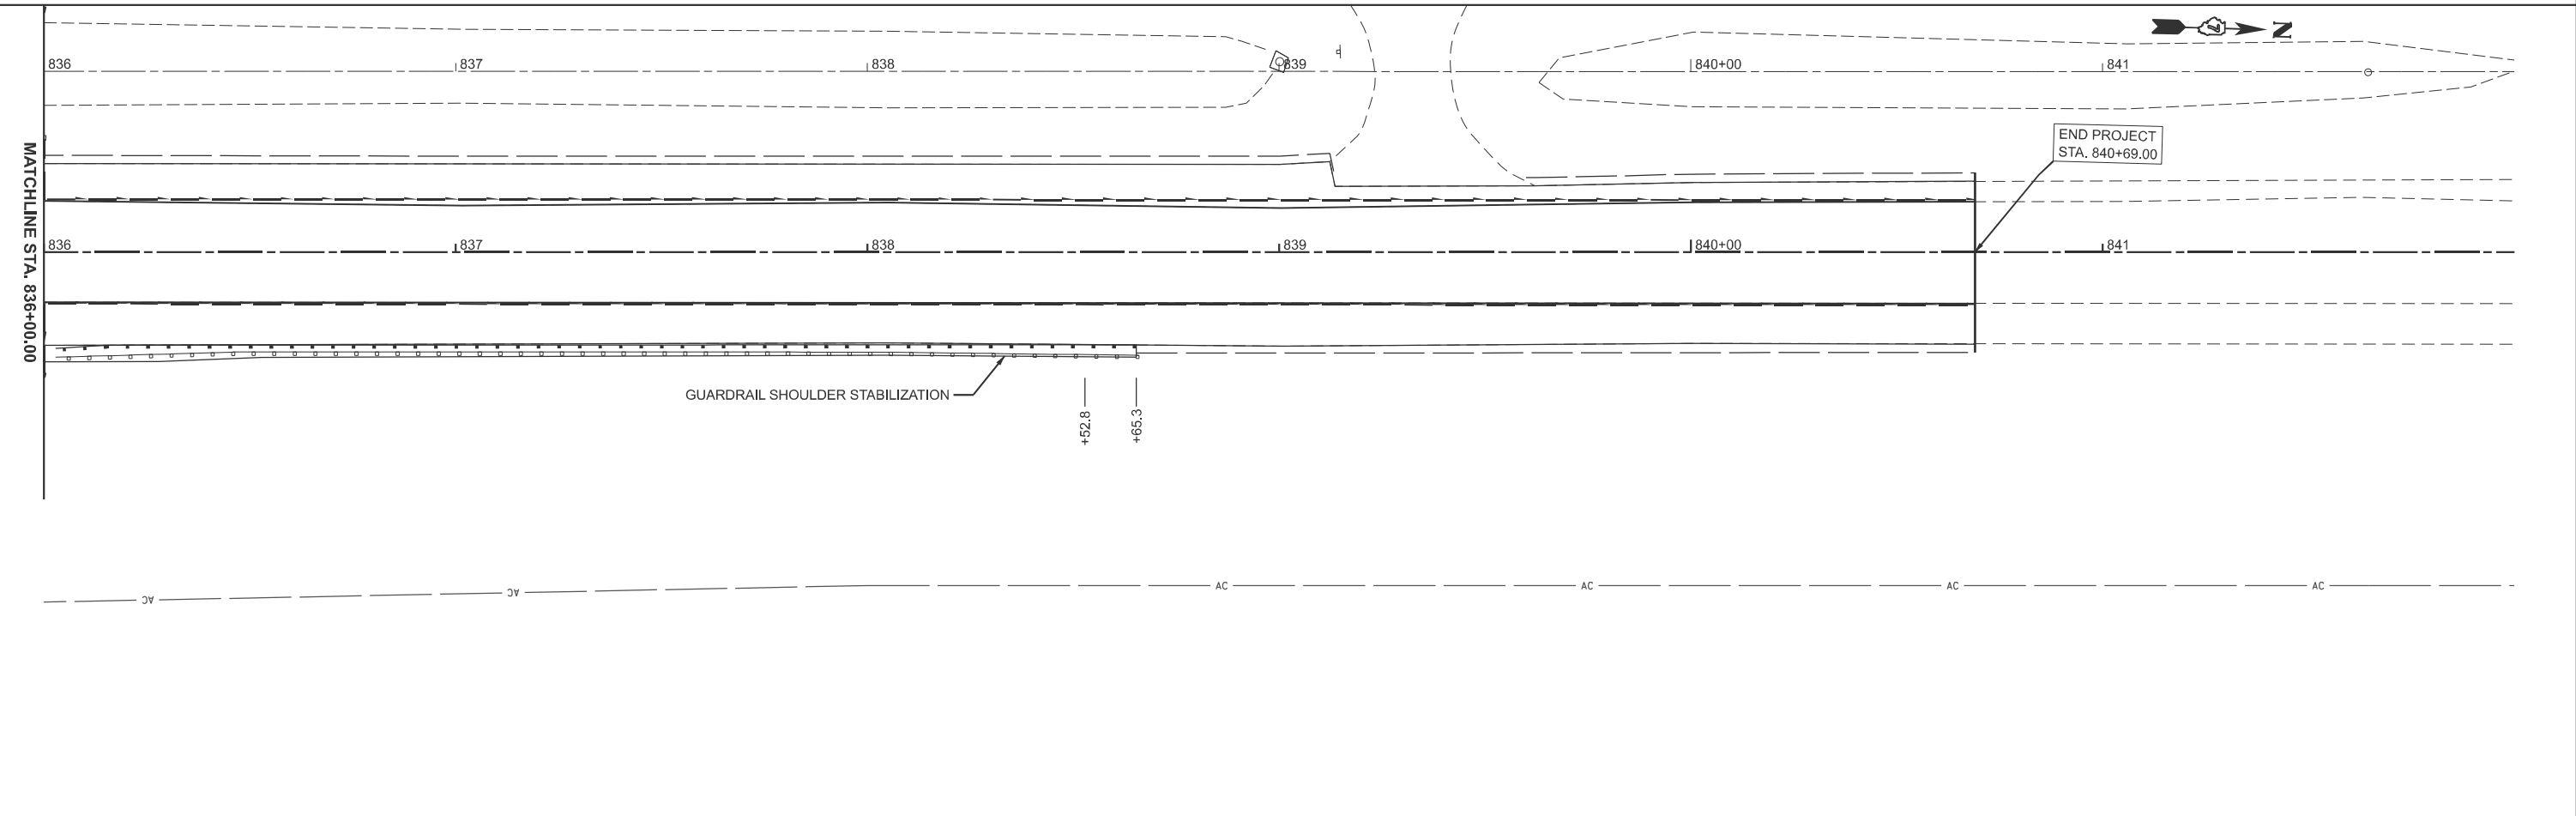 N
836
837
838
839
840+00
841
END PROJECT
STA. 840+69.00
MATCHLINE STA. 836+00.00
836
837
838
839
840+00
841
GUARDRAIL SHOULDER STABILIZATION
+52.8
+65.3
AC
AC
AC
AC
AC
AC